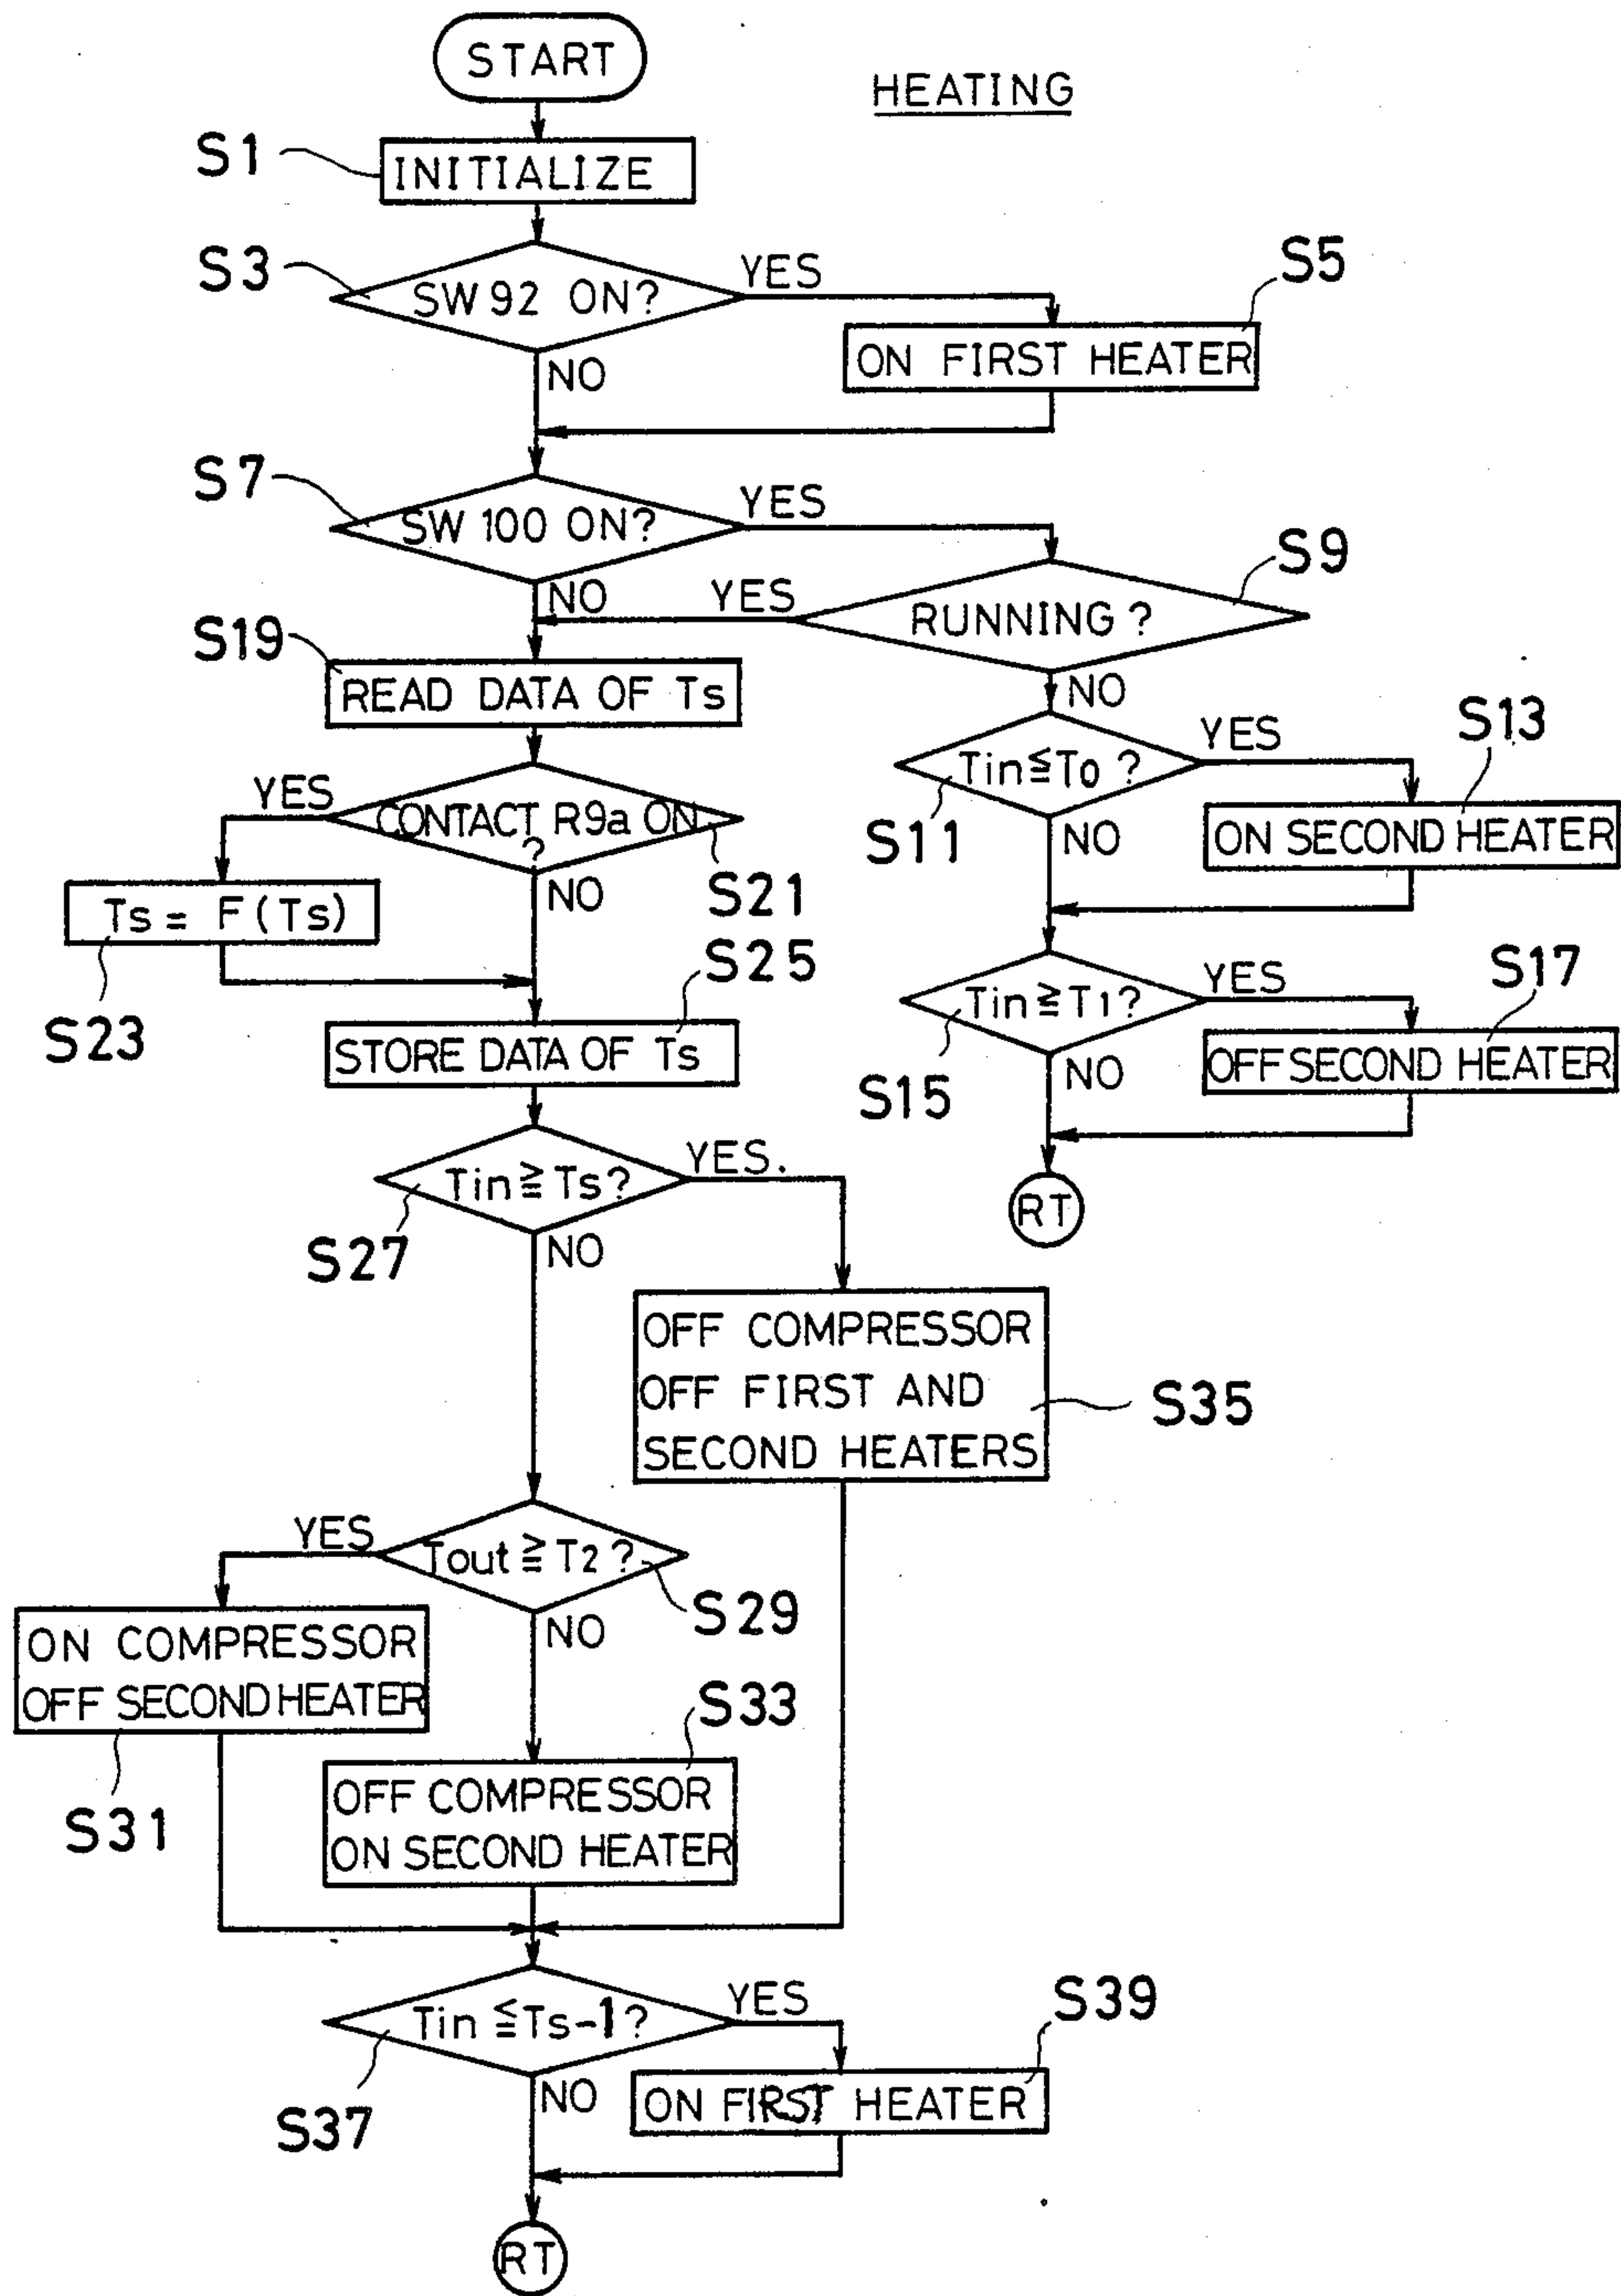 START
HEATING
S1
INITIALIZE
S3
SW 92 ON?
YES
S5
ON FIRST HEATER
NO
S7
SW 100 ON?
YES
S9
NO
YES
RUNNING ?
S19
READ DATA OF Ts
NO
S13
Tin≦T0 ?
YES
YES
CONTACT R9a ON
?
S11
NO
ON SECOND HEATER
S21
NO
Ts = F(Ts)
S25
S17
S23
Tin≧T1?
YES
STORE DATA OF Ts
S15
NO
OFF SECOND HEATER
Tin≧Ts?
YES.
RT
S27
NO
OFF COMPRESSOR
OFF FIRST AND
SECOND HEATERS
S35
YES
Tout≧T2?
S29
NO
ON COMPRESSOR
OFF SECOND HEATER
S33
S31
OFF COMPRESSOR
ON SECOND HEATER
Tin≦Ts-1?
YES
S39
NO
ON FIRST HEATER
S37
RT